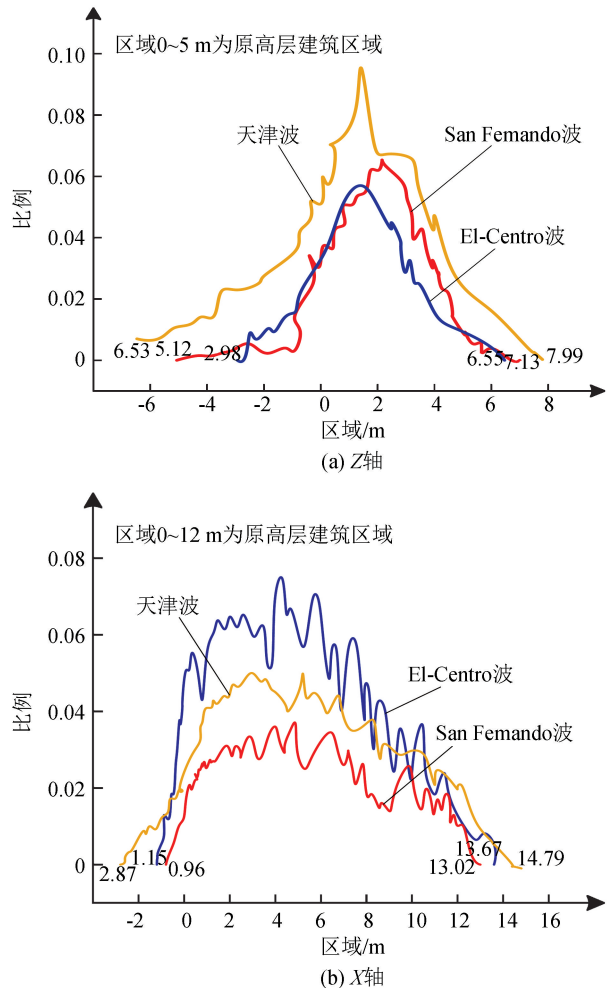 区域0~5 m为原高层建筑区域
0.10
天津波
San Femando波
0.08
0.06
比例
El-Centro波
0.04
0.02
0
6.53
5.12
2.98
6.55
7.13
7.99
-6 -4 -2 0 2 4 6 8
区域/m
(a) Z轴
区域0~12 m为原高层建筑区域
0.08
天津波
0.06
El-Centro波
比例
0.04
San Femando波
0.02
0
2.87
1.15
0.96
13.02
13.67
14.79
-2 0 2 4 6 8 10 12 14 16
区域/m
(b) X轴